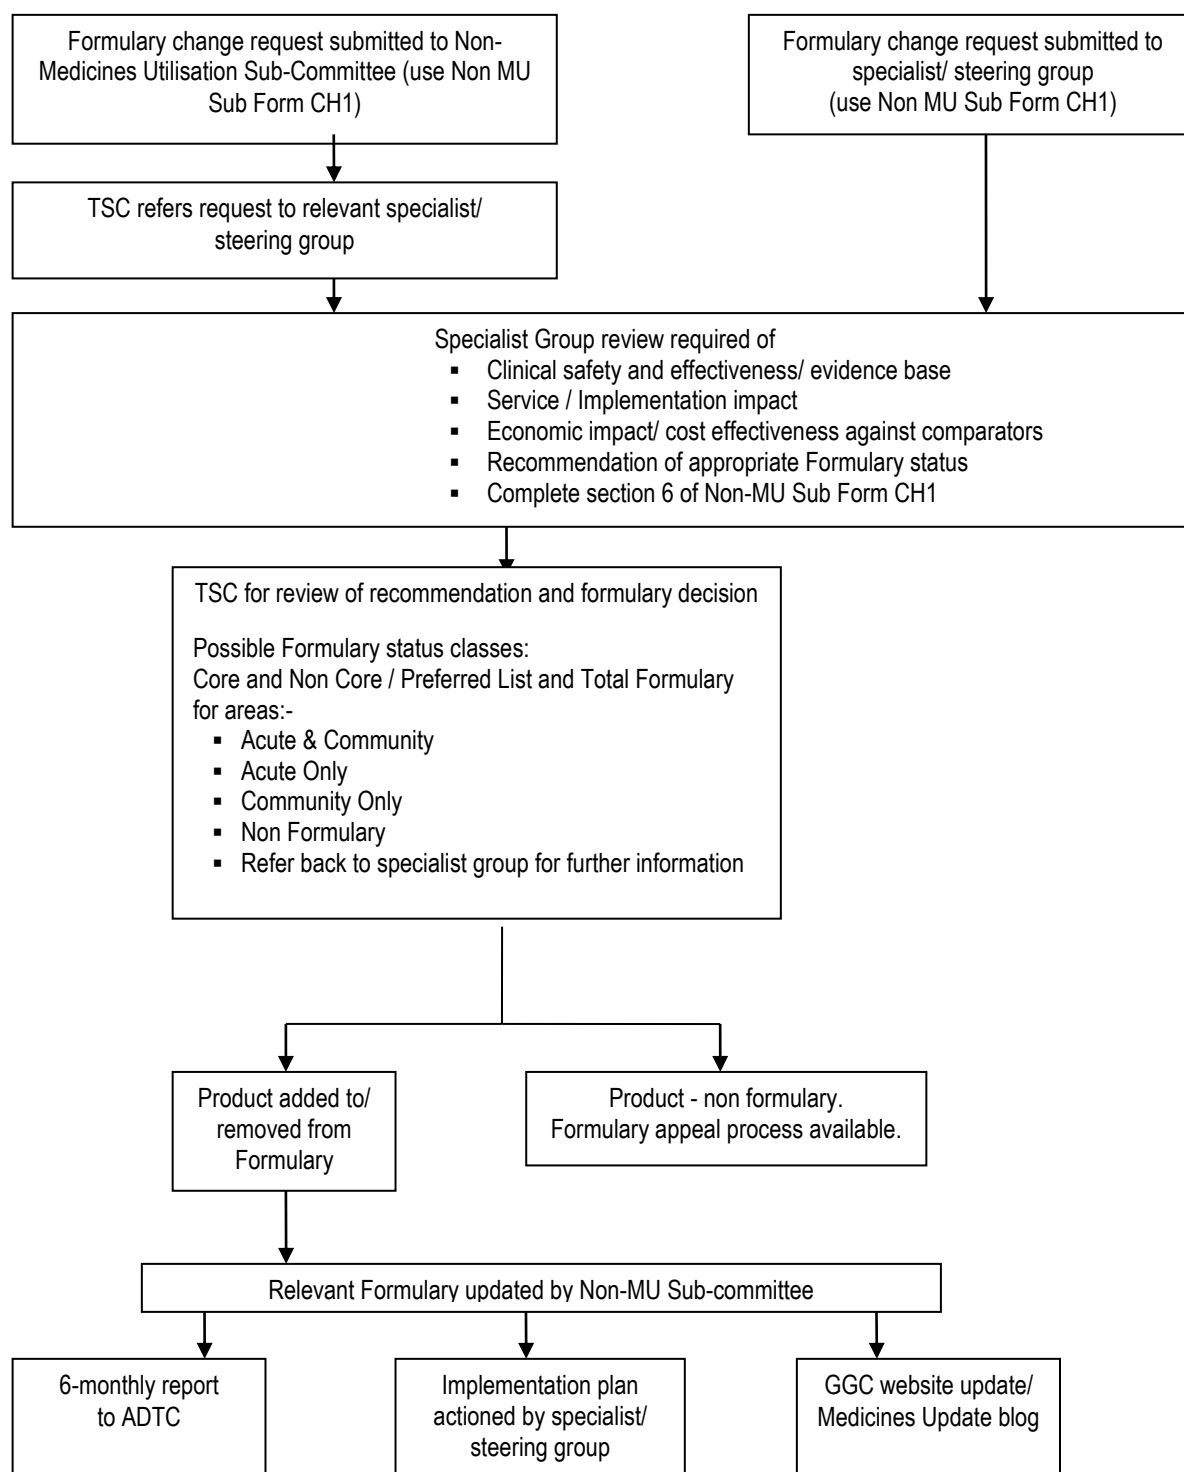 Formulary change request submitted to Non-
Medicines Utilisation Sub-Committee (use Non MU
Sub Form CH1)
Formulary change request submitted to
specialist/ steering group
(use Non MU Sub Form CH1)
TSC refers request to relevant specialist/
steering group
Specialist Group review required of
▪ Clinical safety and effectiveness/ evidence base
▪ Service / Implementation impact
▪ Economic impact/ cost effectiveness against comparators
▪ Recommendation of appropriate Formulary status
▪ Complete section 6 of Non-MU Sub Form CH1
TSC for review of recommendation and formulary decision
Possible Formulary status classes:
Core and Non Core / Preferred List and Total Formulary
for areas:-
▪ Acute & Community
▪ Acute Only
▪ Community Only
▪ Non Formulary
▪ Refer back to specialist group for further information
Product added to/
removed from
Formulary
Product - non formulary.
Formulary appeal process available.
Relevant Formulary updated by Non-MU Sub-committee
6-monthly report
to ADTC
Implementation plan
actioned by specialist/
steering group
GGC website update/
Medicines Update blog